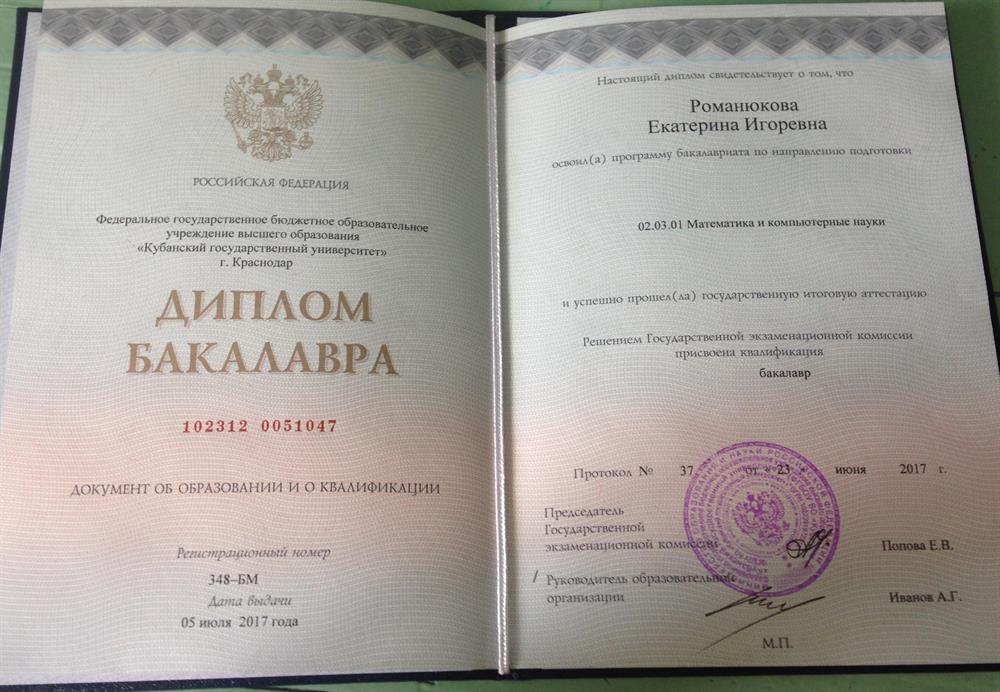 РОССИЙСКАЯ ФЕДЕРАЦИЯ
Федеральное государственное бюджетное образовательное
учреждение высшего образования
«Кубанский государственный университет»
г. Краснодар
ДИПЛОМ
БАКАЛАВРА
102312 0051047
ДОКУМЕНТ ОБ ОБРАЗОВАНИИ И О КВАЛИФИКАЦИИ
Регистрационный номер
348–БМ
Дата выдачи
05 июля 2017 года
Настоящий диплом свидетельствует о том, что
Романюкова
Екатерина Игоревна
освоил(а) программу бакалавриата по направлению подготовки
02.03.01 Математика и компьютерные науки
и успешно прошел(ла) государственную итоговую аттестацию
Решением Государственной экзаменационной комиссии
присвоена квалификация
бакалавр
Протокол № 37 от « 23 » июня 2017 г.
Председатель
Государственной
экзаменационной комиссии Попова Е.В.
/ Руководитель образовательной
организации Иванов А.Г.
М.П.